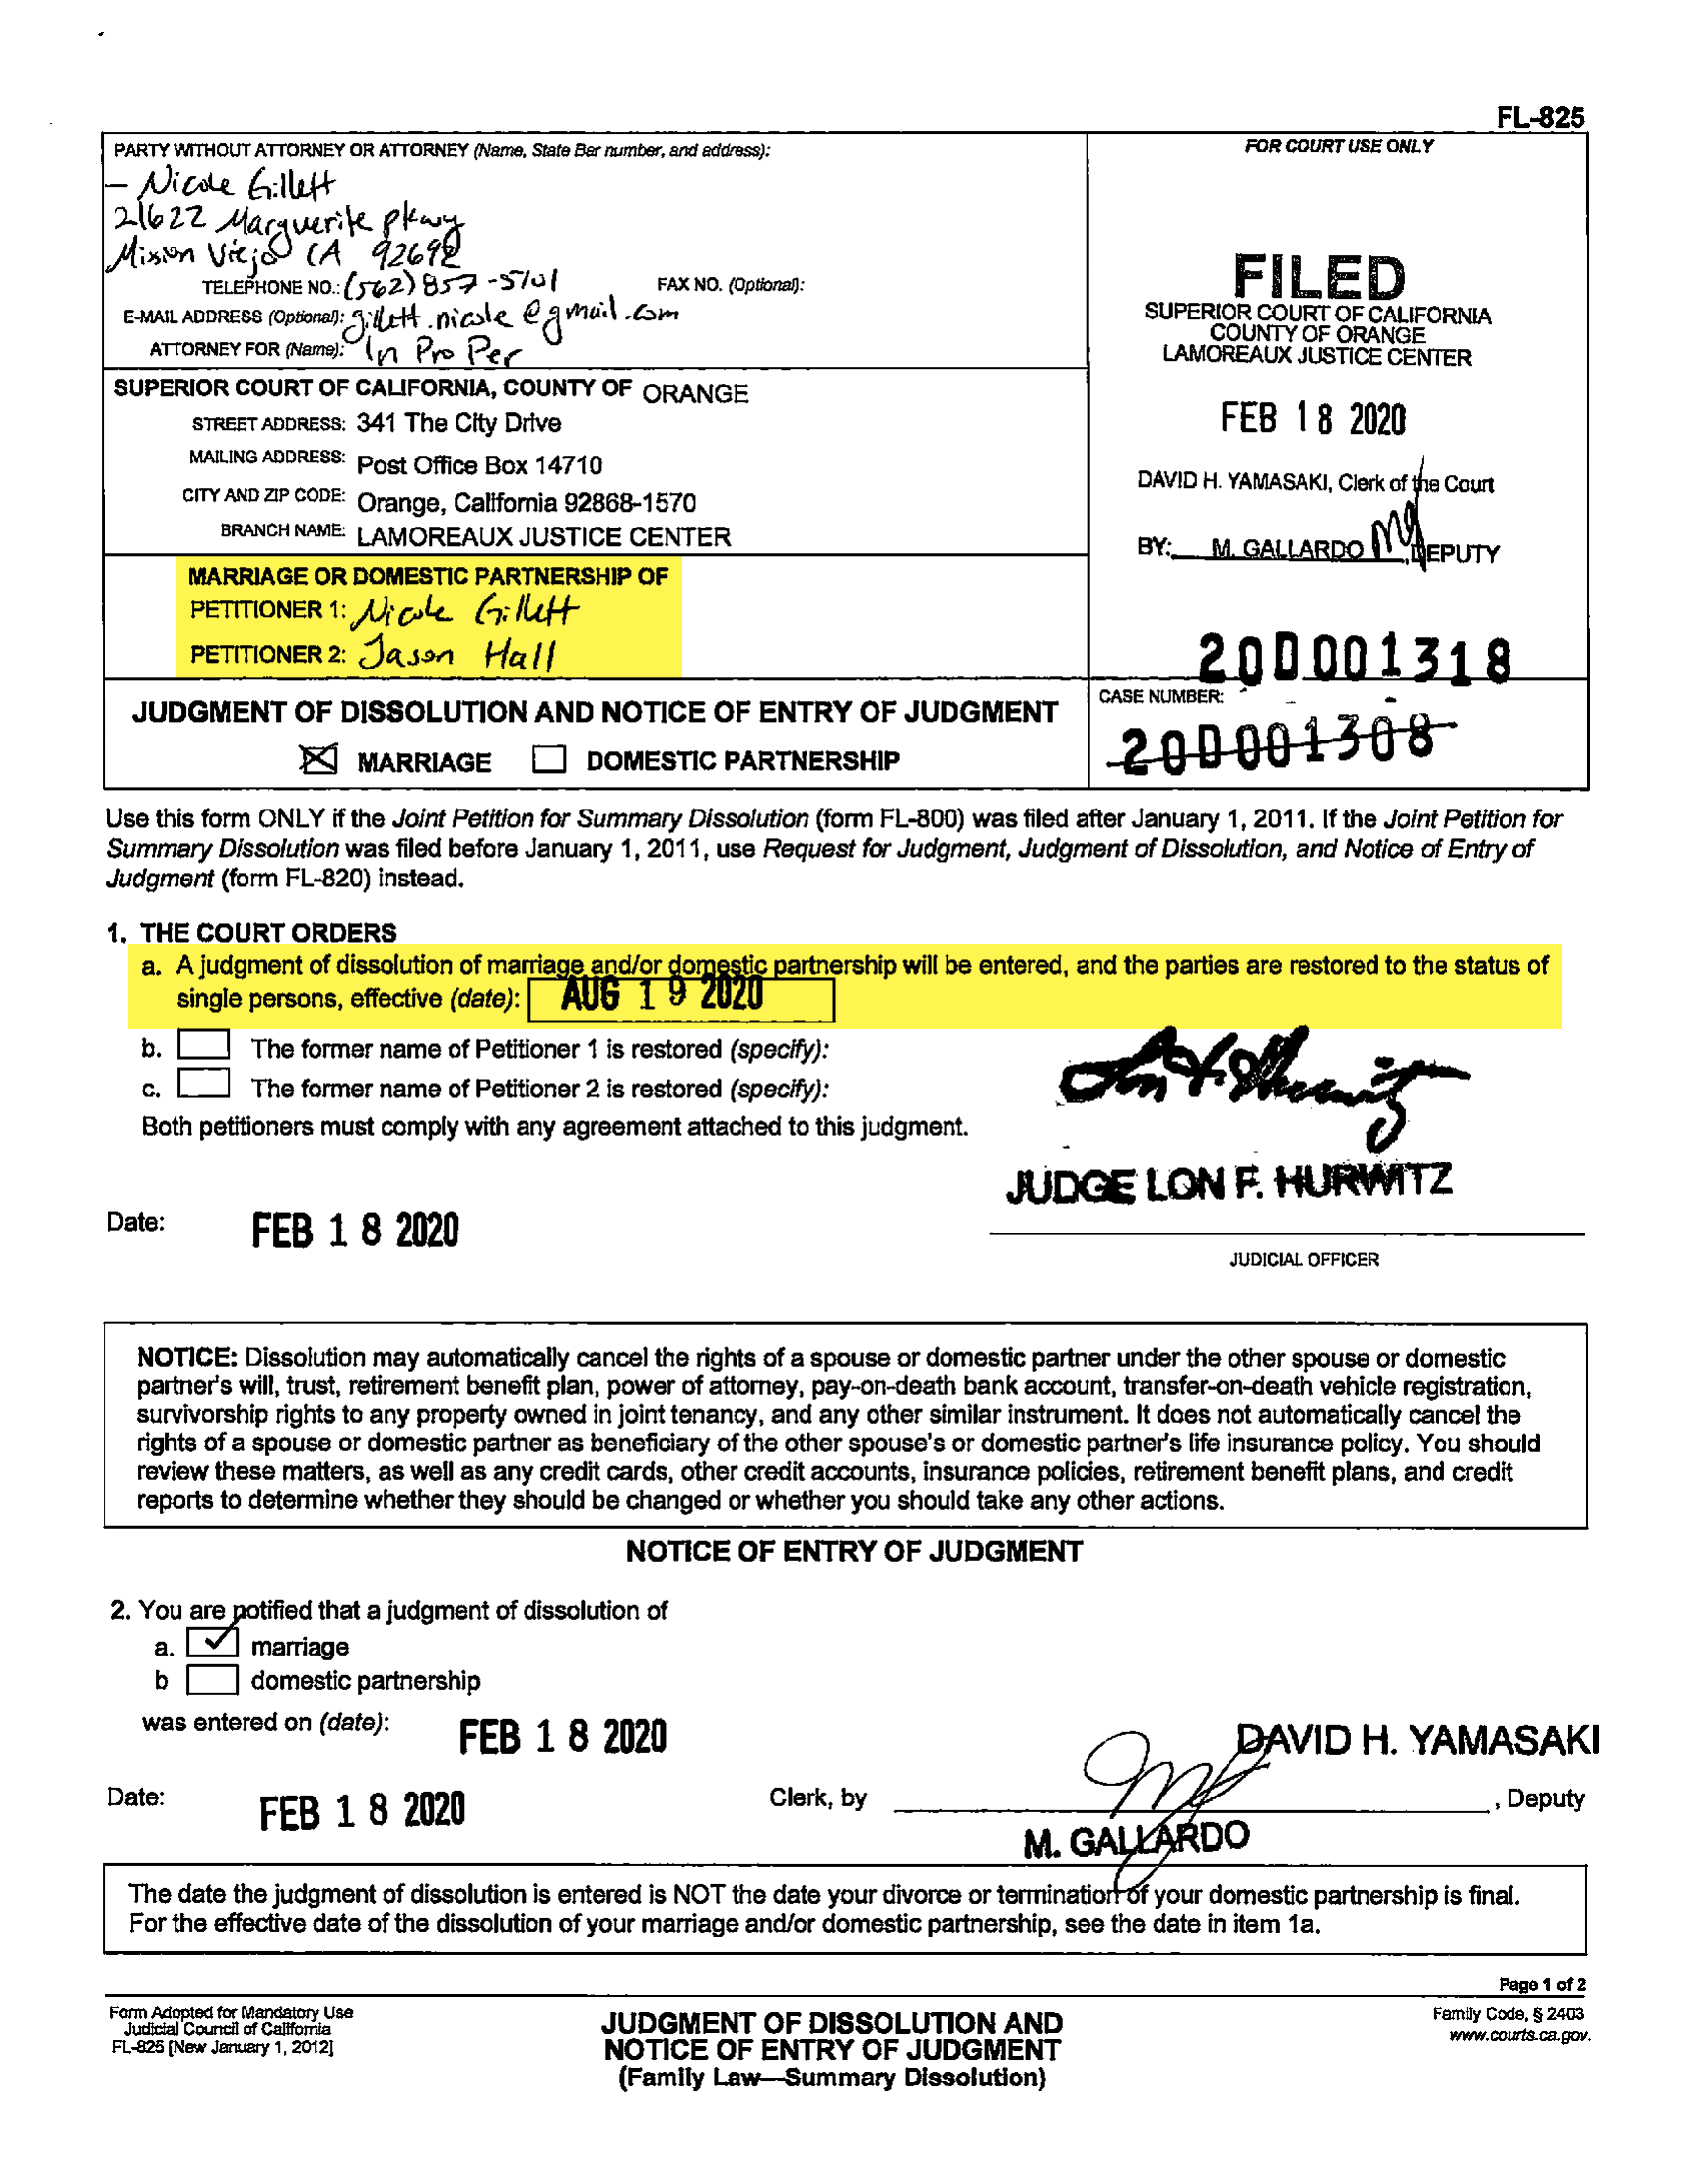 FL-825
PARTY WITHOUT ATTORNEY OR ATTORNEY (Name, State Bar number, and address):
– Nicole Gillett
21622 Marguerite Pkwy
Mission Viejo CA 92692
TELEPHONE NO.: (562) 857-5101 FAX NO. (Optional):
E-MAIL ADDRESS (Optional): gillett.nicole@gmail.com
ATTORNEY FOR (Name): In Pro Per
SUPERIOR COURT OF CALIFORNIA, COUNTY OF ORANGE
STREET ADDRESS: 341 The City Drive
MAILING ADDRESS: Post Office Box 14710
CITY AND ZIP CODE: Orange, California 92868-1570
BRANCH NAME: LAMOREAUX JUSTICE CENTER
MARRIAGE OR DOMESTIC PARTNERSHIP OF
PETITIONER 1: Nicole Gillett
PETITIONER 2: Jason Hall
JUDGMENT OF DISSOLUTION AND NOTICE OF ENTRY OF JUDGMENT
MARRIAGE DOMESTIC PARTNERSHIP
FOR COURT USE ONLY
FILED
SUPERIOR COURT OF CALIFORNIA
COUNTY OF ORANGE
LAMOREAUX JUSTICE CENTER
FEB 18 2020
DAVID H. YAMASAKI, Clerk of the Court
BY: M. GALLARDO MG, DEPUTY
20D001318
CASE NUMBER:
20D001308
Use this form ONLY if the Joint Petition for Summary Dissolution (form FL-800) was filed after January 1, 2011. If the Joint Petition for
Summary Dissolution was filed before January 1, 2011, use Request for Judgment, Judgment of Dissolution, and Notice of Entry of
Judgment (form FL-820) instead.
1. THE COURT ORDERS
a. A judgment of dissolution of marriage and/or domestic partnership will be entered, and the parties are restored to the status of
single persons, effective (date): AUG 19 2020
b. The former name of Petitioner 1 is restored (specify):
c. The former name of Petitioner 2 is restored (specify):
Both petitioners must comply with any agreement attached to this judgment.
JUDGE LON F. HURWITZ
Date: FEB 18 2020
JUDICIAL OFFICER
NOTICE: Dissolution may automatically cancel the rights of a spouse or domestic partner under the other spouse or domestic
partner's will, trust, retirement benefit plan, power of attorney, pay-on-death bank account, transfer-on-death vehicle registration,
survivorship rights to any property owned in joint tenancy, and any other similar instrument. It does not automatically cancel the
rights of a spouse or domestic partner as beneficiary of the other spouse's or domestic partner's life insurance policy. You should
review these matters, as well as any credit cards, other credit accounts, insurance policies, retirement benefit plans, and credit
reports to determine whether they should be changed or whether you should take any other actions.
NOTICE OF ENTRY OF JUDGMENT
2. You are notified that a judgment of dissolution of
a. marriage
b domestic partnership
was entered on (date): FEB 18 2020
DAVID H. YAMASAKI
Date: FEB 18 2020 Clerk, by , Deputy
M. GALLARDO
The date the judgment of dissolution is entered is NOT the date your divorce or termination of your domestic partnership is final.
For the effective date of the dissolution of your marriage and/or domestic partnership, see the date in item 1a.
Page 1 of 2
Form Adopted for Mandatory Use
Judicial Council of California
FL-825 [New January 1, 2012]
JUDGMENT OF DISSOLUTION AND
NOTICE OF ENTRY OF JUDGMENT
(Family Law—Summary Dissolution)
Family Code, § 2403
www.courts.ca.gov.